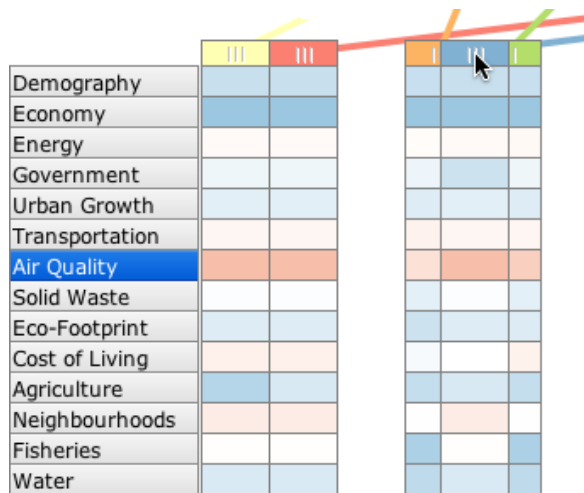 III III I III I
Demography
Economy
Energy
Government
Urban Growth
Transportation
Air Quality
Solid Waste
Eco-Footprint
Cost of Living
Agriculture
Neighbourhoods
Fisheries
Water